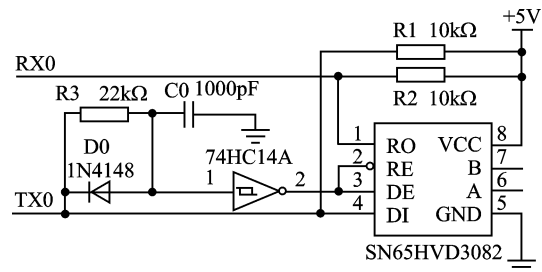 +5V
R1 10kΩ
RX0
R3 22kΩ
C0 1000pF
R2 10kΩ
D0
1N4148
74HC14A
1 2
TX0
1 RO VCC 8
2 RE B 7
3 DE A 6
4 DI GND 5
SN65HVD3082